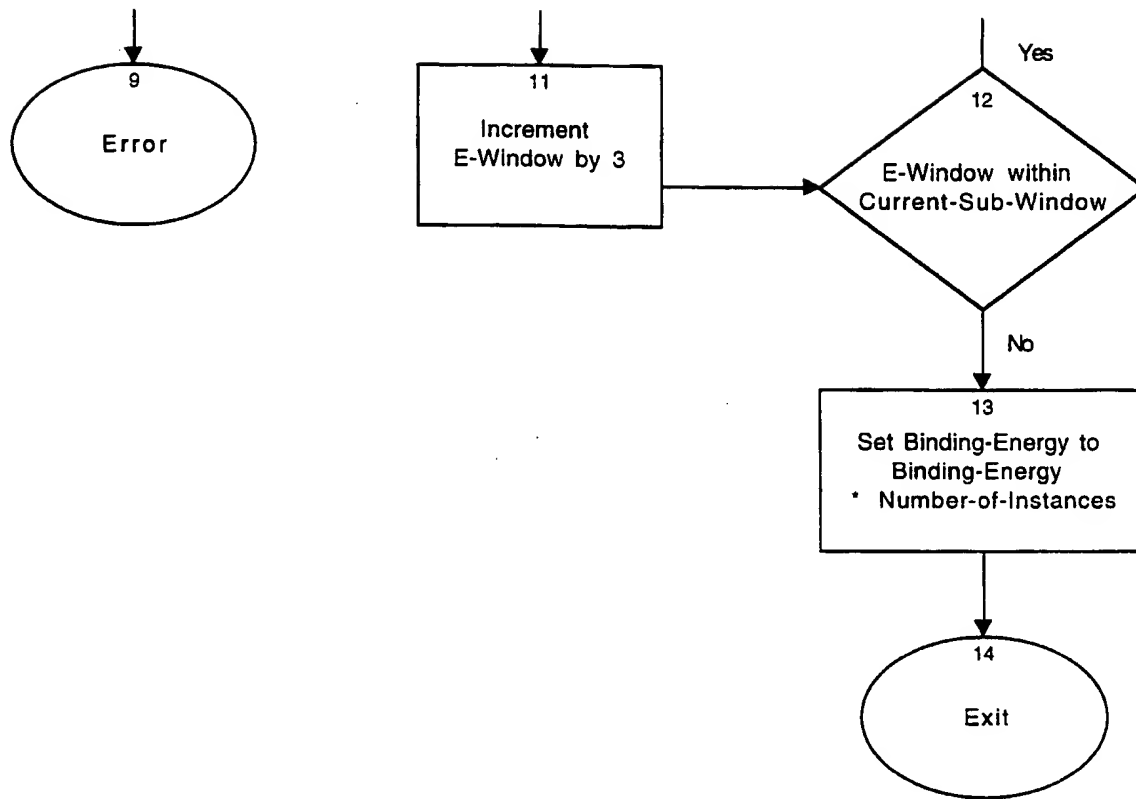 9
Error
11
Increment
E-Window by 3
Yes
12
E-Window within
Current-Sub-Window
No
13
Set Binding-Energy to
Binding-Energy
* Number-of-Instances
14
Exit